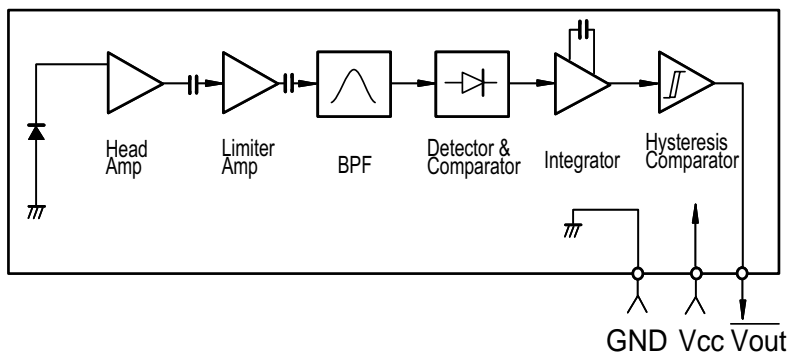 Head
Amp
Limiter
Amp
BPF
Detector &
Comparator
Integrator
Hysteresis
Comparator
GND Vcc Vout